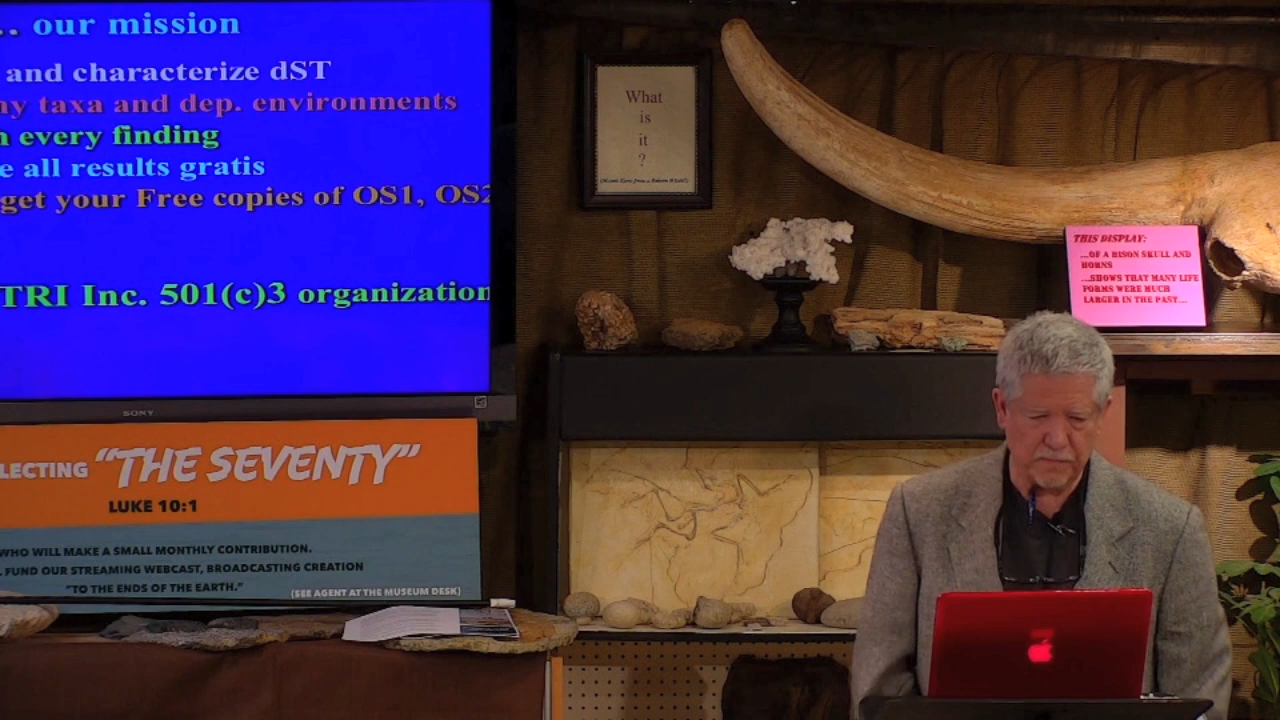 .. our mission
and characterize dST
ny taxa and dep. environments
n every finding
e all results gratis
get your Free copies of OS1, OS2
TRI Inc. 501(c)3 organization
SONY
LECTING "THE SEVENTY"
LUKE 10:1
WHO WILL MAKE A SMALL MONTHLY CONTRIBUTION.
FUND OUR STREAMING WEBCAST, BROADCASTING CREATION
"TO THE ENDS OF THE EARTH."
(SEE AGENT AT THE MUSEUM DESK)
What
is
it
?
THIS DISPLAY:
...OF A BISON SKULL AND
HORNS
...SHOWS THAT MANY LIFE
FORMS WERE MUCH
LARGER IN THE PAST...